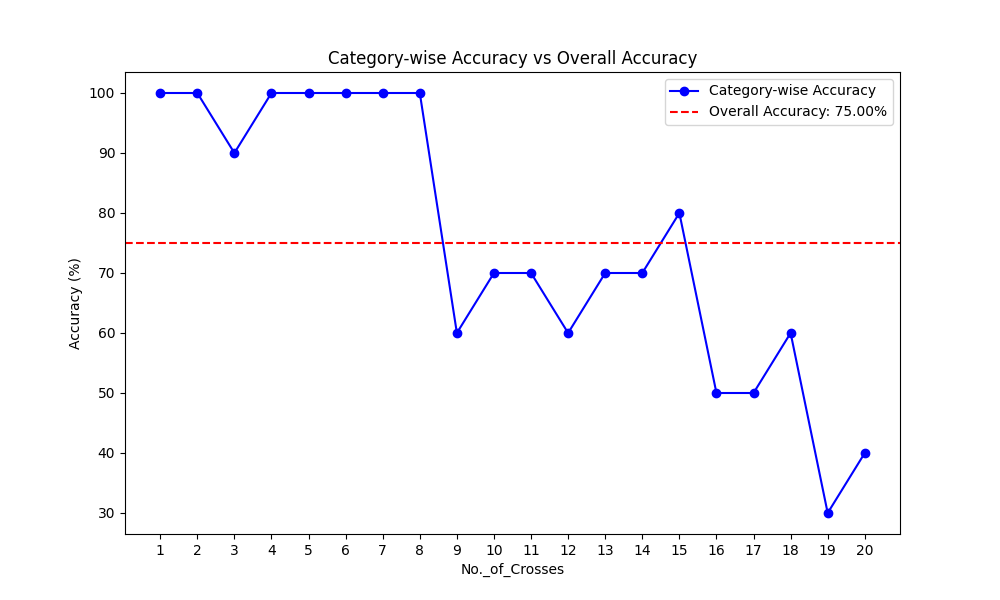 Category-wise Accuracy vs Overall Accuracy
Category-wise Accuracy
Overall Accuracy: 75.00%
Accuracy (%)
100
90
80
70
60
50
40
30
1 2 3 4 5 6 7 8 9 10 11 12 13 14 15 16 17 18 19 20
No._of_Crosses